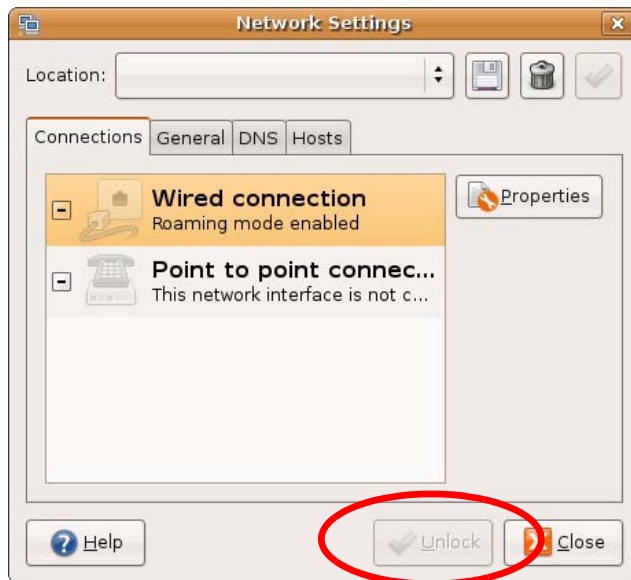 Network Settings
Location:
Connections General DNS Hosts
Wired connection
Roaming mode enabled
Properties
Point to point connec...
This network interface is not c...
Help Unlock Close